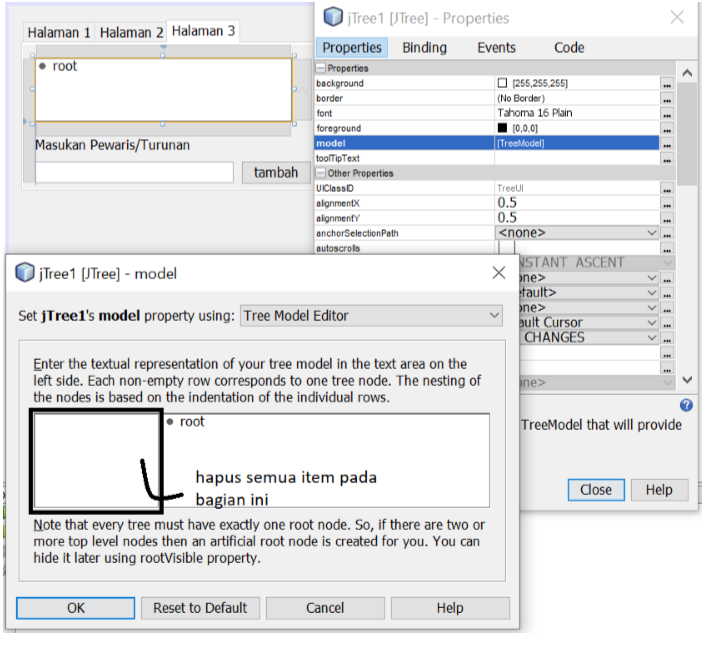 Halaman 1 Halaman 2 Halaman 3
root
Masukan Pewaris/Turunan
tambah
jTree1 [JTree] - Properties
Properties Binding Events Code
Properties
background [255,255,255] ...
border (No Border) ...
font Tahoma 16 Plain ...
foreground [0,0,0] ...
model [TreeModel] ...
toolTipText ...
Other Properties
UIClassID TreeUI ...
alignmentX 0.5 ...
alignmentY 0.5 ...
anchorSelectionPath <none> ...
autoscrolls ...
NSTANT ASCENT
one> ...
fault> ...
one> ...
ault Cursor ...
CHANGES ...
...
...
one> ...
TreeModel that will provide
Close Help
jTree1 [JTree] - model
Set jTree1's model property using: Tree Model Editor
Enter the textual representation of your tree model in the text area on the
left side. Each non-empty row corresponds to one tree node. The nesting of
the nodes is based on the indentation of the individual rows.
root
hapus semua item pada
bagian ini
Note that every tree must have exactly one root node. So, if there are two or
more top level nodes then an artificial root node is created for you. You can
hide it later using rootVisible property.
OK Reset to Default Cancel Help